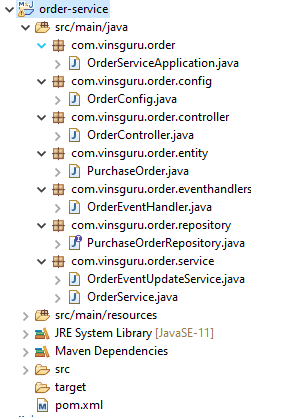 order-service
src/main/java
com.vinsguru.order
OrderServiceApplication.java
com.vinsguru.order.config
OrderConfig.java
com.vinsguru.order.controller
OrderController.java
com.vinsguru.order.entity
PurchaseOrder.java
com.vinsguru.order.eventhandlers
OrderEventHandler.java
com.vinsguru.order.repository
PurchaseOrderRepository.java
com.vinsguru.order.service
OrderEventUpdateService.java
OrderService.java
src/main/resources
JRE System Library [JavaSE-11]
Maven Dependencies
src
target
pom.xml